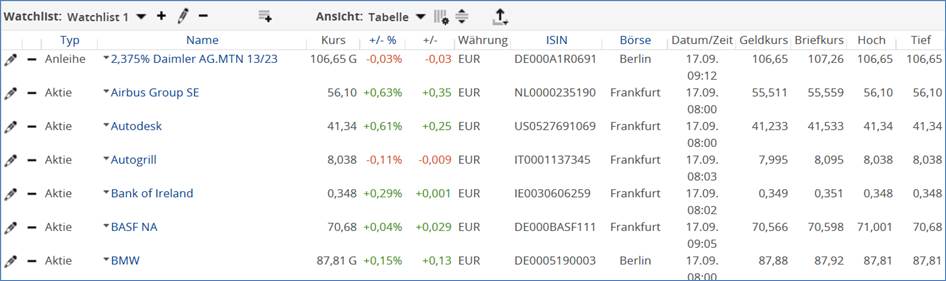 Watchlist: Watchlist 1 Ansicht: Tabelle
Typ Name Kurs +/- % +/- Währung ISIN Börse Datum/Zeit Geldkurs Briefkurs Hoch Tief
Anleihe 2,375% Daimler AG.MTN 13/23 106,65 G -0,03% -0,03 EUR DE000A1R0691 Berlin 17.09. 106,65 107,26 106,65 106,65
09:12
Aktie Airbus Group SE 56,10 +0,63% +0,35 EUR NL0000235190 Frankfurt 17.09. 55,511 55,559 56,10 56,10
08:00
Aktie Autodesk 41,34 +0,61% +0,25 EUR US0527691069 Frankfurt 17.09. 41,233 41,533 41,34 41,34
08:00
Aktie Autogrill 8,038 -0,11% -0,009 EUR IT0001137345 Frankfurt 17.09. 7,995 8,095 8,038 8,038
08:03
Aktie Bank of Ireland 0,348 +0,29% +0,001 EUR IE0030606259 Frankfurt 17.09. 0,349 0,351 0,348 0,348
08:02
Aktie BASF NA 70,68 +0,04% +0,029 EUR DE000BASF111 Frankfurt 17.09. 70,566 70,598 71,001 70,68
09:05
Aktie BMW 87,81 G +0,15% +0,13 EUR DE0005190003 Berlin 17.09. 87,88 87,92 87,81 87,81
08:00